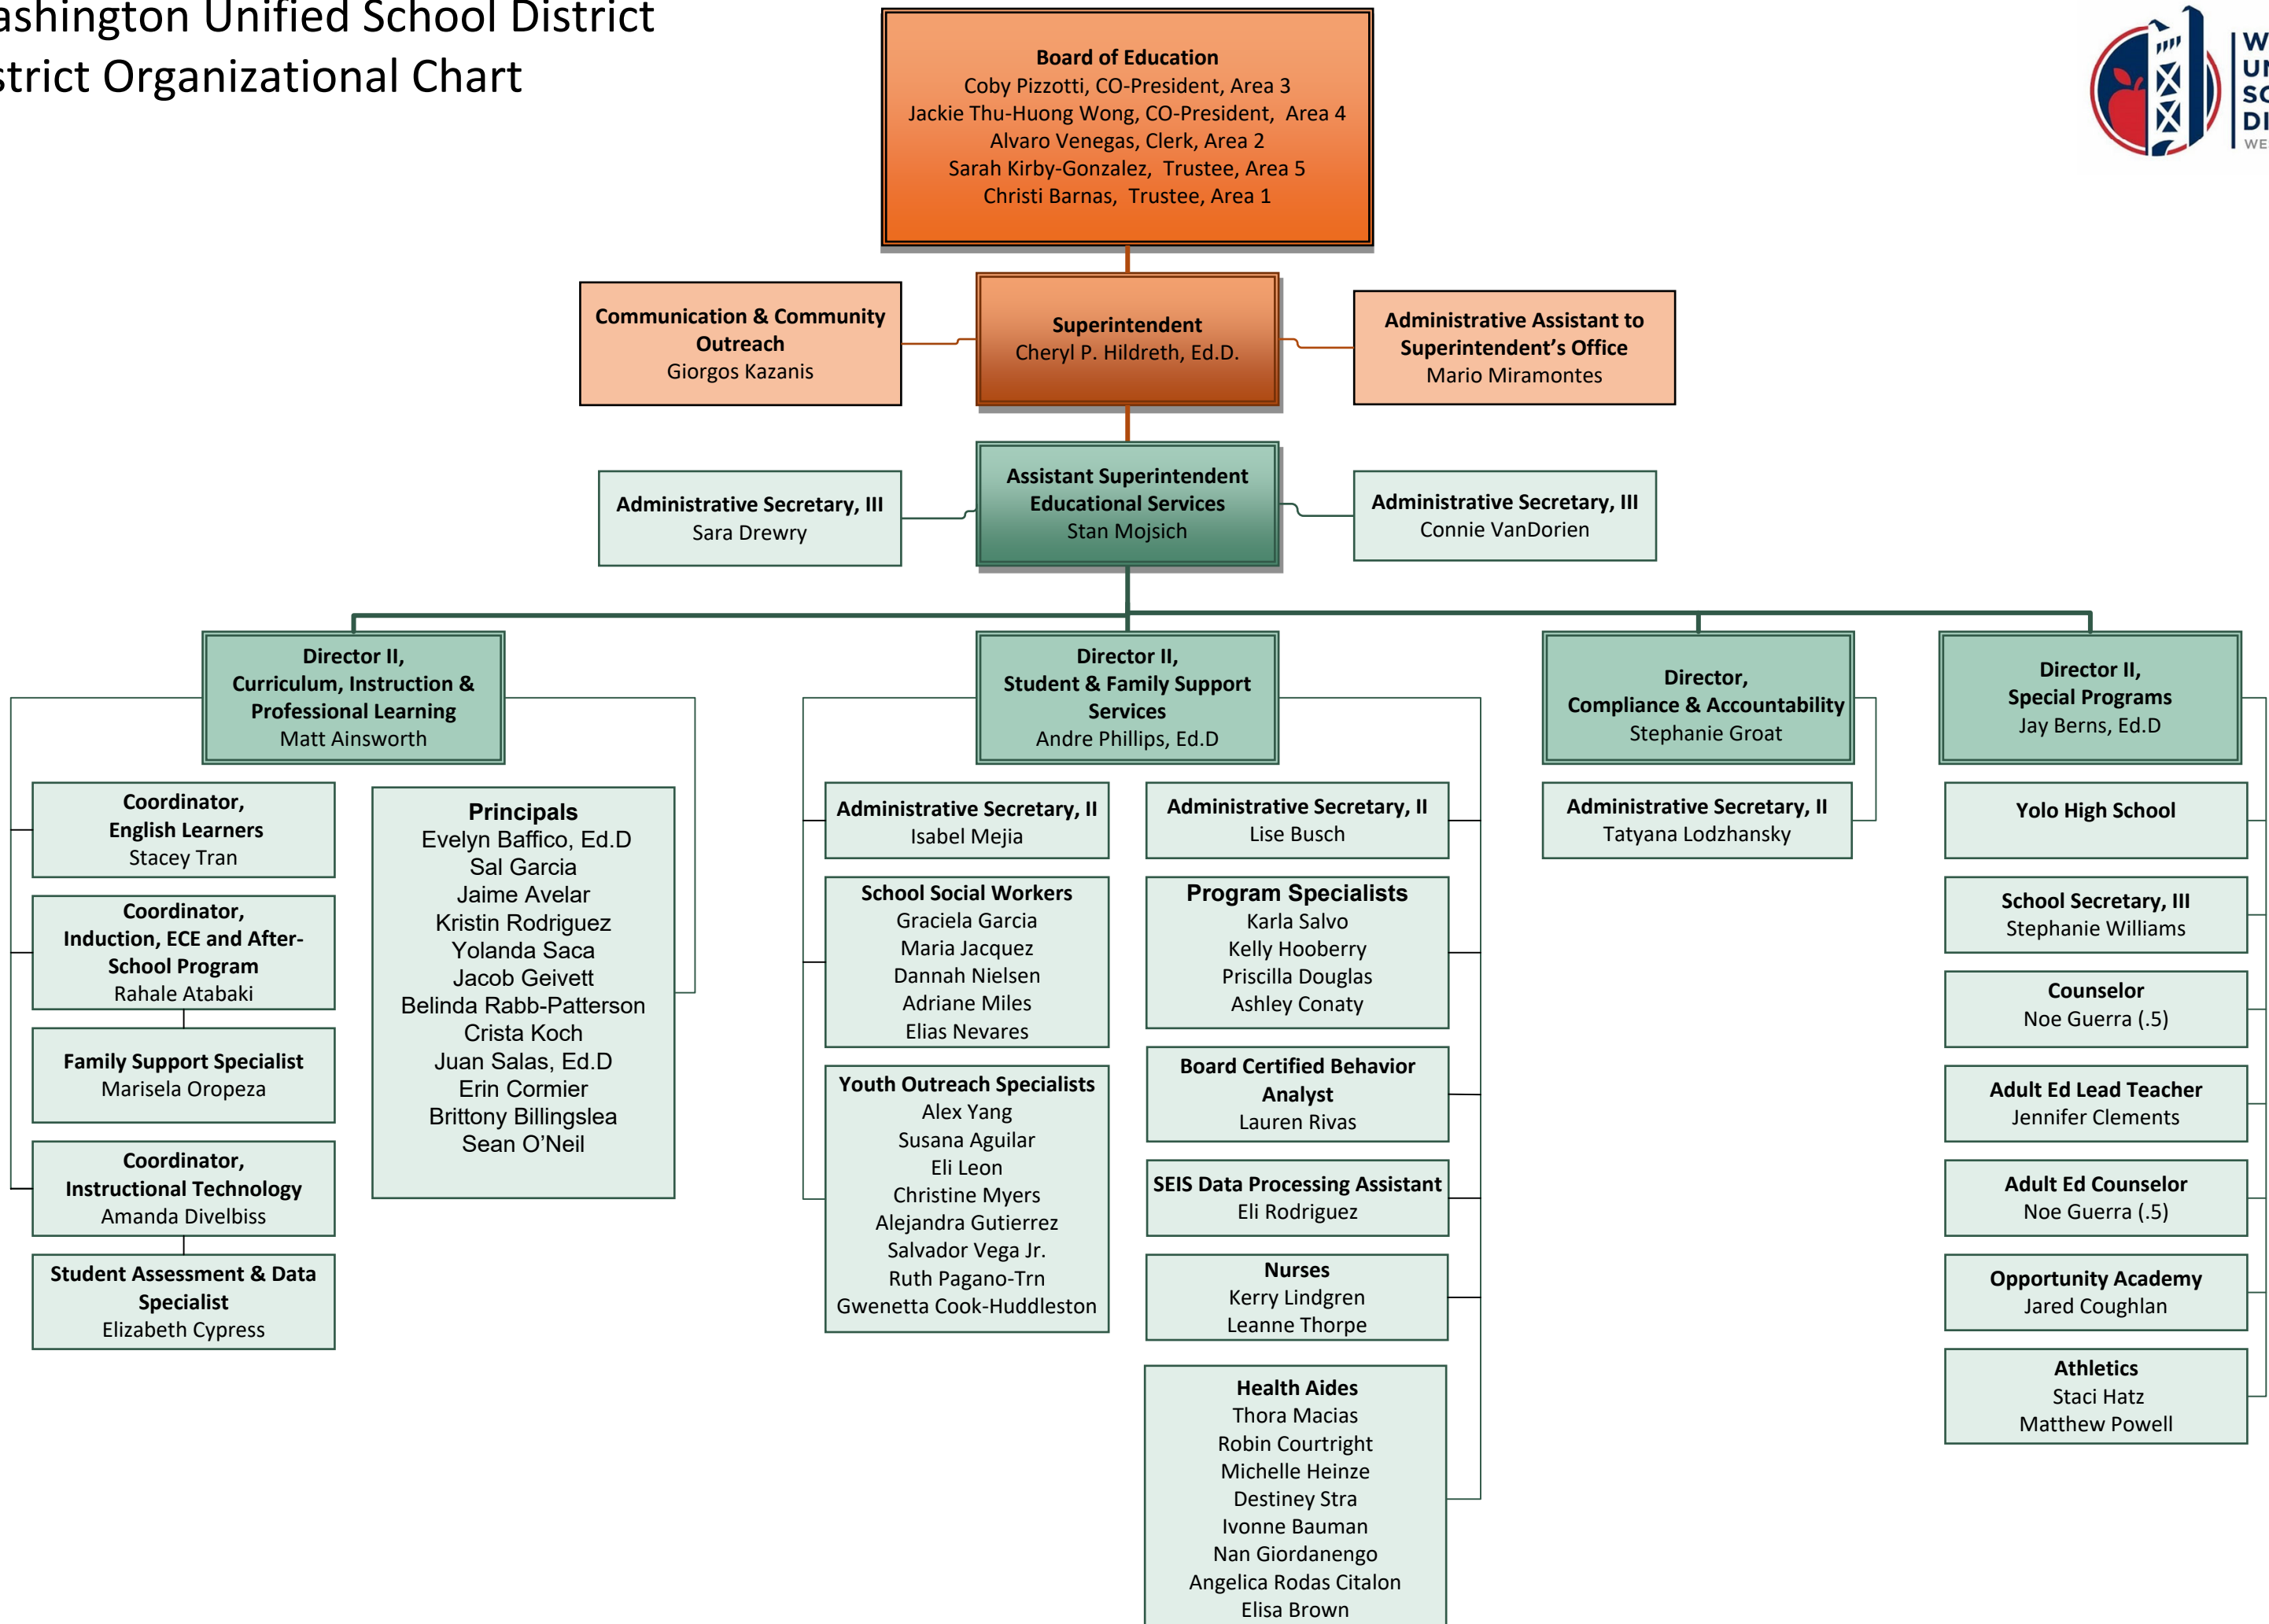 ashington Unified School District
strict Organizational Chart
Board of Education
Coby Pizzotti, CO-President, Area 3
Jackie Thu-Huong Wong, CO-President, Area 4
Alvaro Venegas, Clerk, Area 2
Sarah Kirby-Gonzalez, Trustee, Area 5
Christi Barnas, Trustee, Area 1
Communication & Community
Outreach
Giorgos Kazanis
Superintendent
Cheryl P. Hildreth, Ed.D.
Administrative Assistant to
Superintendent’s Office
Mario Miramontes
Administrative Secretary, III
Sara Drewry
Assistant Superintendent
Educational Services
Stan Mojsich
Administrative Secretary, III
Connie VanDorien
Director II,
Curriculum, Instruction &
Professional Learning
Matt Ainsworth
Coordinator,
English Learners
Stacey Tran
Coordinator,
Induction, ECE and After-
School Program
Rahale Atabaki
Family Support Specialist
Marisela Oropeza
Coordinator,
Instructional Technology
Amanda Divelbiss
Student Assessment & Data
Specialist
Elizabeth Cypress
Principals
Evelyn Baffico, Ed.D
Sal Garcia
Jaime Avelar
Kristin Rodriguez
Yolanda Saca
Jacob Geivett
Belinda Rabb-Patterson
Crista Koch
Juan Salas, Ed.D
Erin Cormier
Brittony Billingslea
Sean O’Neil
Director II,
Student & Family Support
Services
Andre Phillips, Ed.D
Administrative Secretary, II
Isabel Mejia
School Social Workers
Graciela Garcia
Maria Jacquez
Dannah Nielsen
Adriane Miles
Elias Nevares
Youth Outreach Specialists
Alex Yang
Susana Aguilar
Eli Leon
Christine Myers
Alejandra Gutierrez
Salvador Vega Jr.
Ruth Pagano-Trn
Gwenetta Cook-Huddleston
Administrative Secretary, II
Lise Busch
Program Specialists
Karla Salvo
Kelly Hooberry
Priscilla Douglas
Ashley Conaty
Board Certified Behavior
Analyst
Lauren Rivas
SEIS Data Processing Assistant
Eli Rodriguez
Nurses
Kerry Lindgren
Leanne Thorpe
Health Aides
Thora Macias
Robin Courtright
Michelle Heinze
Destiney Stra
Ivonne Bauman
Nan Giordanengo
Angelica Rodas Citalon
Elisa Brown
Director,
Compliance & Accountability
Stephanie Groat
Administrative Secretary, II
Tatyana Lodzhansky
Director II,
Special Programs
Jay Berns, Ed.D
Yolo High School
School Secretary, III
Stephanie Williams
Counselor
Noe Guerra (.5)
Adult Ed Lead Teacher
Jennifer Clements
Adult Ed Counselor
Noe Guerra (.5)
Opportunity Academy
Jared Coughlan
Athletics
Staci Hatz
Matthew Powell
W
UN
SC
DI
WE